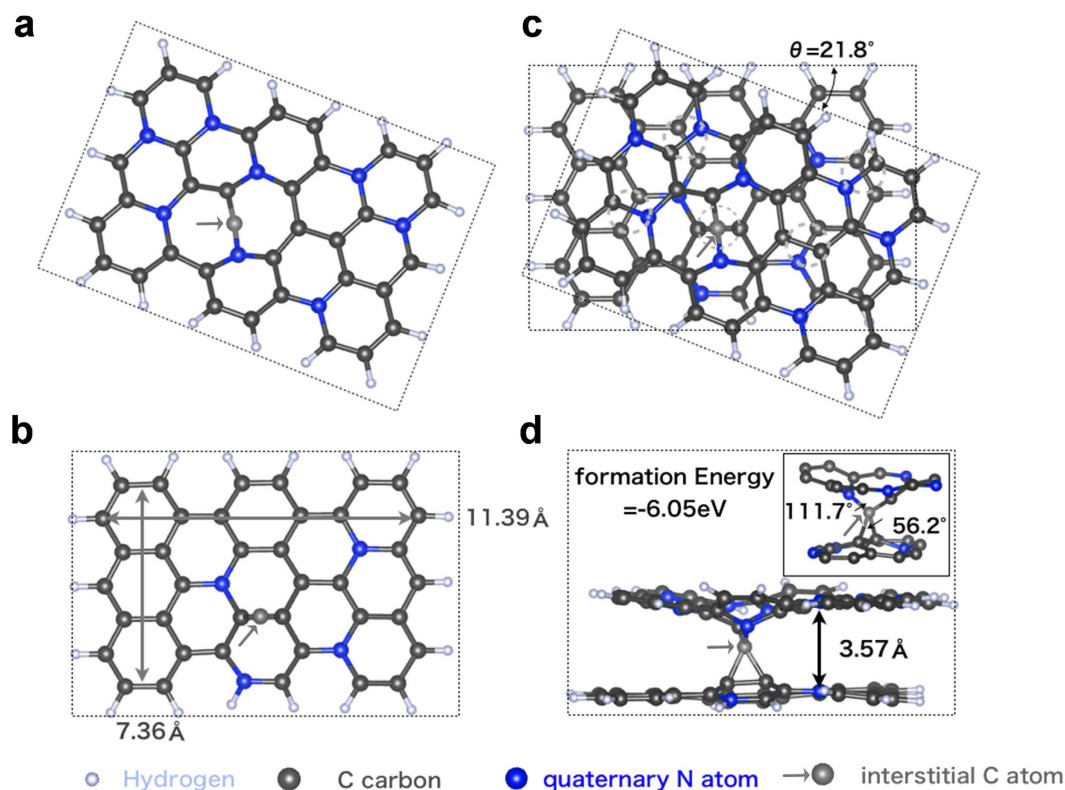 a
c
θ=21.8°
b
d
11.39Å
7.36Å
formation Energy
=-6.05eV
111.7°
56.2°
3.57Å
Hydrogen
C carbon
quaternary N atom
interstitial C atom